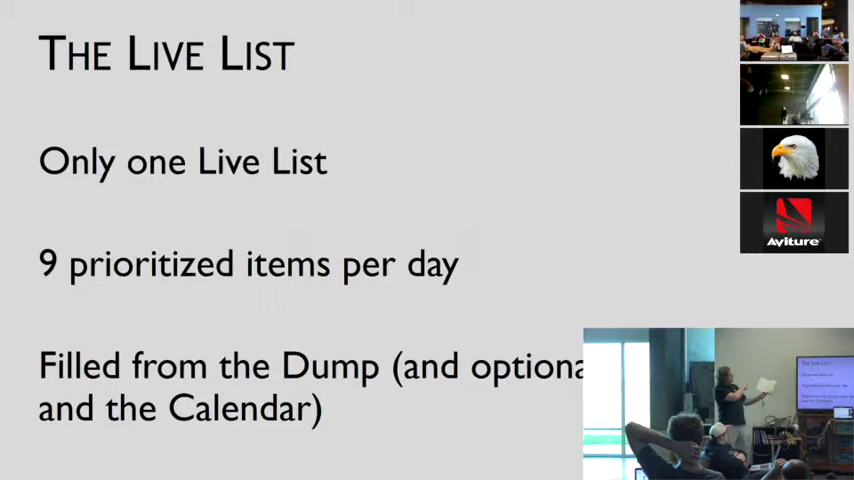 THE LIVE LIST
Only one Live List
9 prioritized items per day
Filled from the Dump (and optiona
and the Calendar)
Aviture